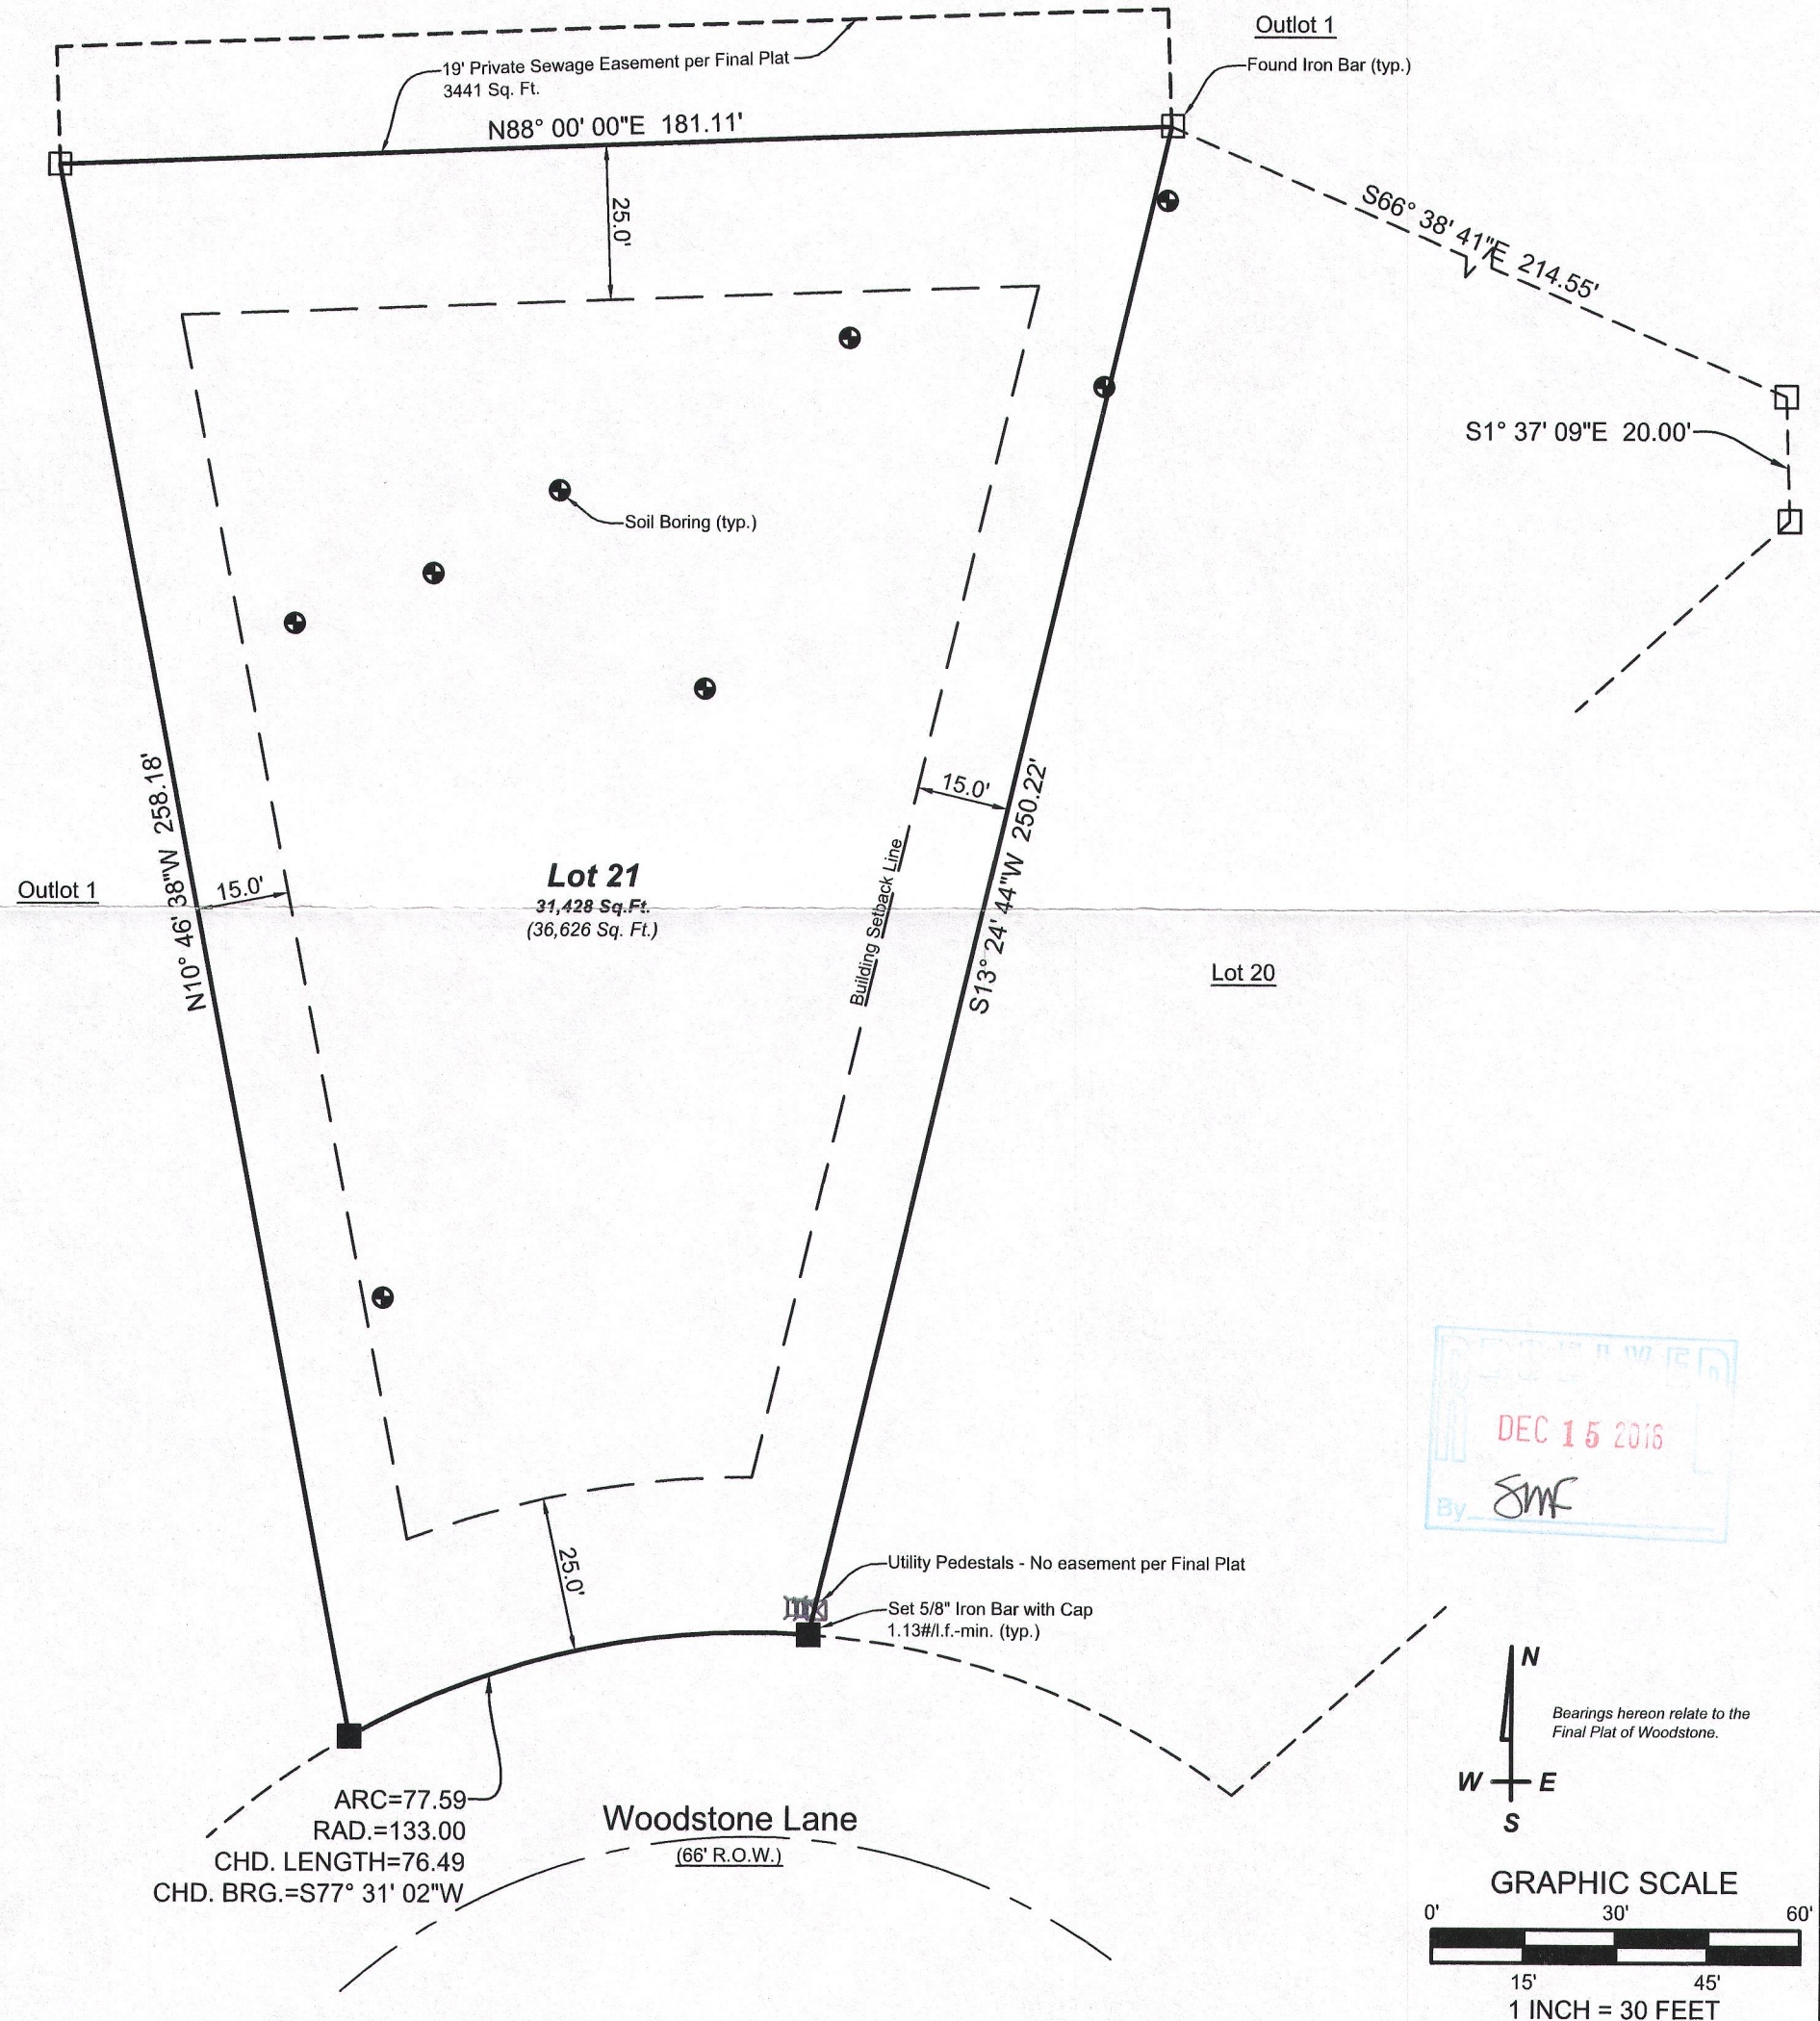 Outlot 1
19' Private Sewage Easement per Final Plat
3441 Sq. Ft.
Found Iron Bar (typ.)
N88° 00' 00"E 181.11'
25.0'
S66° 38' 41"E 214.55'
S1° 37' 09"E 20.00'
Soil Boring (typ.)
N10° 46' 38"W 258.18'
15.0'
S13° 24' 44"W 250.22'
Building Setback Line
Outlot 1
15.0'
Lot 21
31,428 Sq.Ft.
(36,626 Sq. Ft.)
Lot 20
DEC 15 2016
By
25.0'
Utility Pedestals - No easement per Final Plat
Set 5/8" Iron Bar with Cap
1.13#/l.f.-min. (typ.)
N
Bearings hereon relate to the
Final Plat of Woodstone.
W E
S
ARC=77.59
RAD.=133.00
CHD. LENGTH=76.49
CHD. BRG.=S77° 31' 02"W
Woodstone Lane
(66' R.O.W.)
GRAPHIC SCALE
0' 30' 60'
15' 45'
1 INCH = 30 FEET